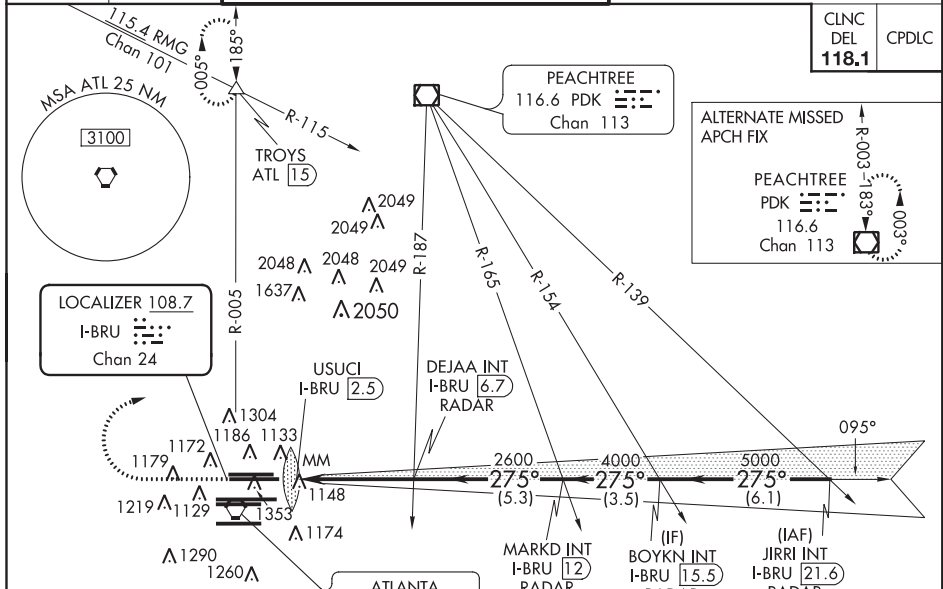 CLNC
DEL
118.1
CPDLC
115.4 RMG
Chan 101
005°
185°
MSA ATL 25 NM
3100
R-115
TROYS
ATL 15
PEACHTREE
116.6 PDK
Chan 113
ALTERNATE MISSED
APCH FIX
R-003
183°
PEACHTREE
PDK
116.6
Chan 113
003°
2049
2049
2048
2048
2049
1637
2050
R-187
R-165
R-154
R-139
R-005
LOCALIZER 108.7
I-BRU
Chan 24
USUCI
I-BRU 2.5
DEJAA INT
I-BRU 6.7
RADAR
095°
1304
1186
1133
1172
1179
MM
2600
4000
5000
275°
275°
275°
(5.3)
(3.5)
(6.1)
1148
1219
1129
1353
1174
1290
1260
MARKD INT
I-BRU 12
RADAR
(IF)
BOYKN INT
I-BRU 15.5
RADAR
(IAF)
JIRRI INT
I-BRU 21.6
RADAR
ATLANTA